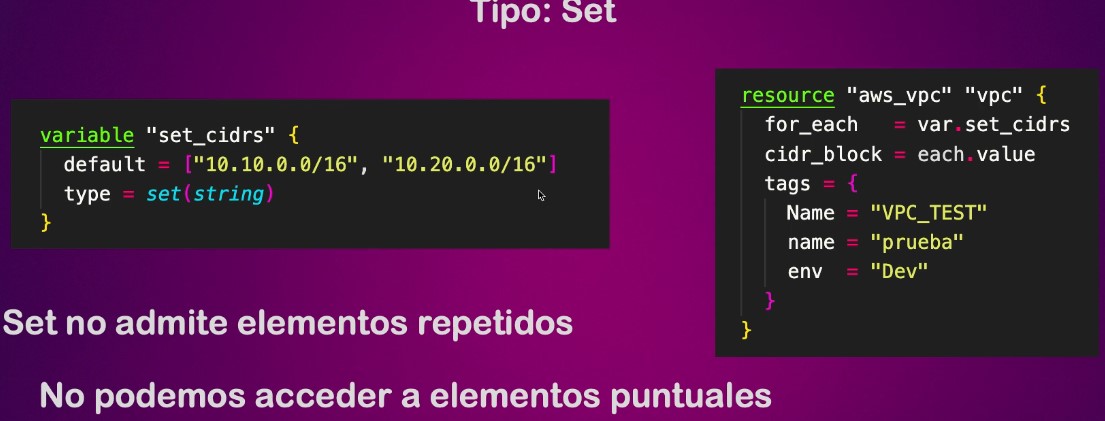 Tipo: Set
variable "set_cidrs" {
default = ["10.10.0.0/16", "10.20.0.0/16"]
type = set(string)
}
resource "aws_vpc" "vpc" {
for_each = var.set_cidrs
cidr_block = each.value
tags = {
Name = "VPC_TEST"
name = "prueba"
env = "Dev"
}
}
Set no admite elementos repetidos
No podemos acceder a elementos puntuales